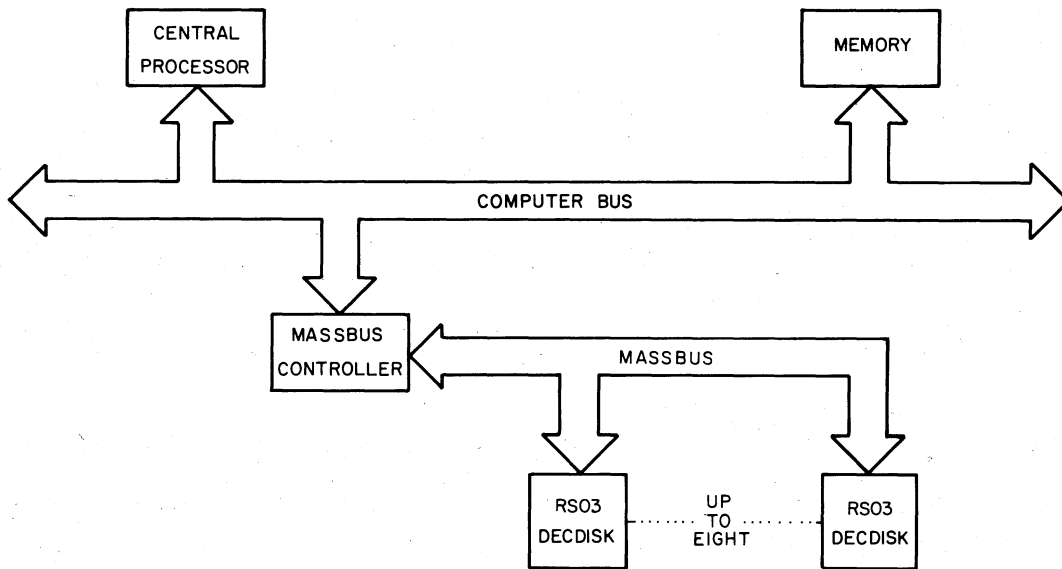 CENTRAL
PROCESSOR
MEMORY
COMPUTER BUS
MASSBUS
CONTROLLER
MASSBUS
RS03
DECDISK
UP
TO
EIGHT
RS03
DECDISK